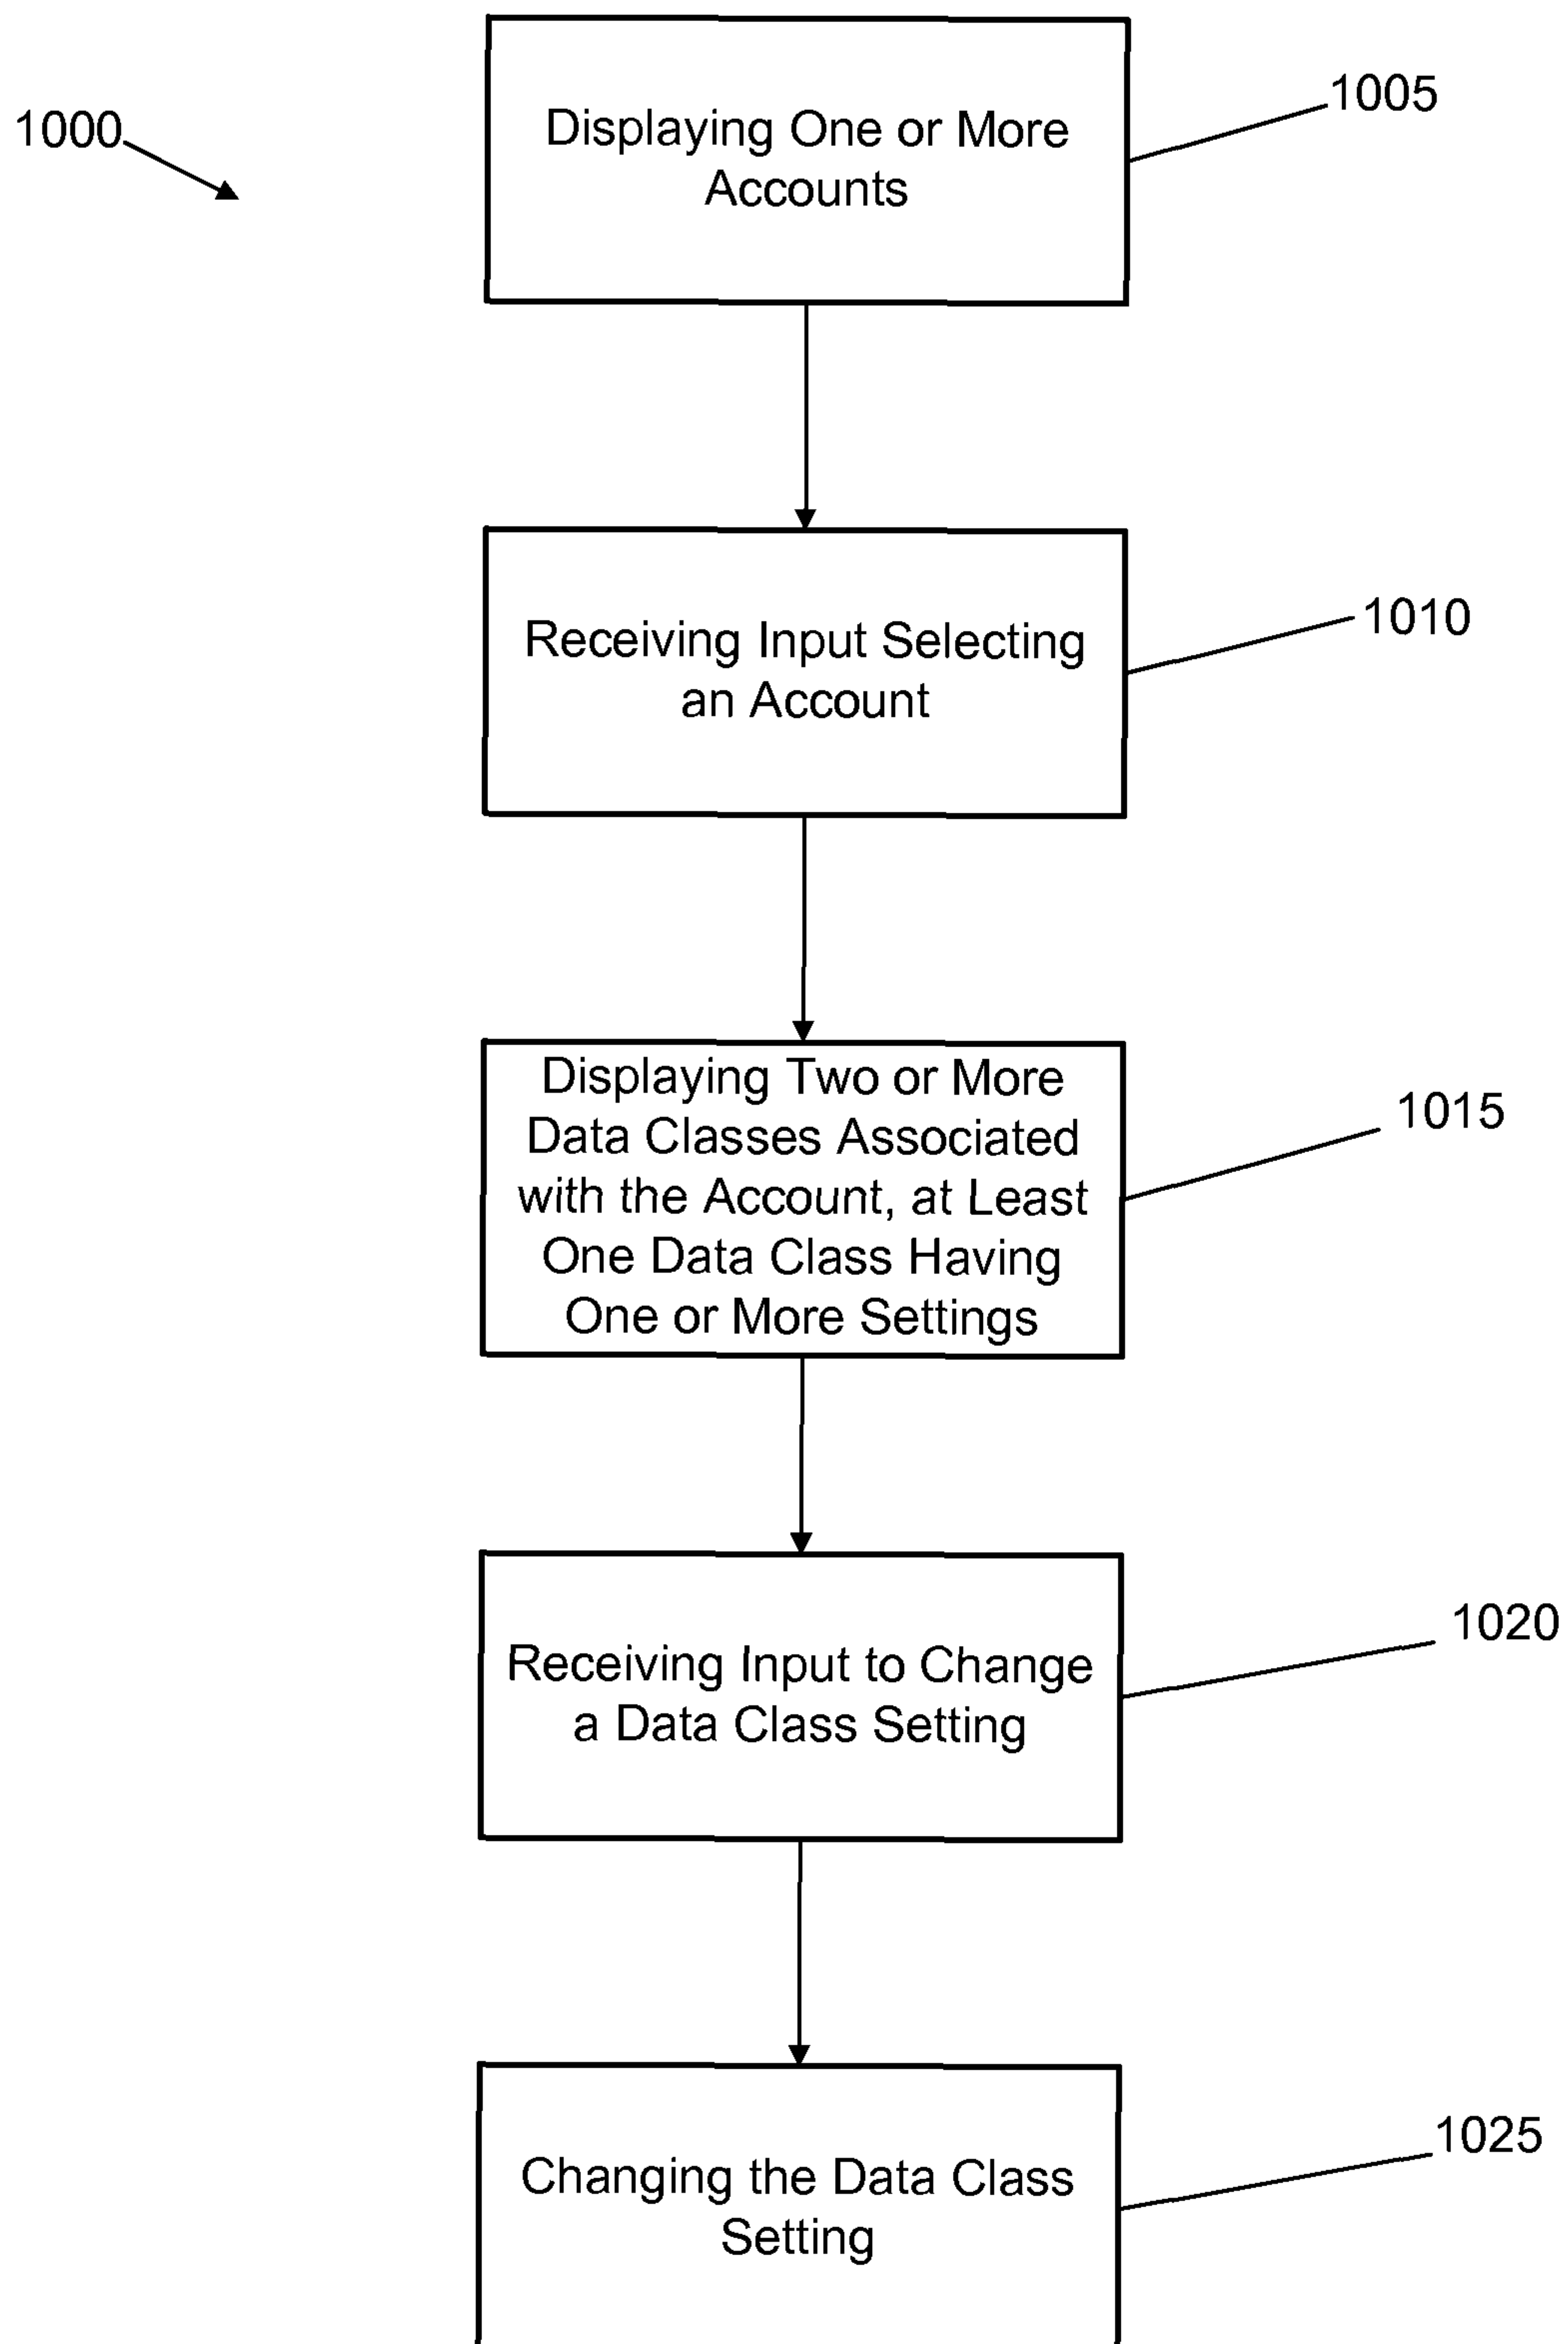 1000
Displaying One or More
Accounts
1005
Receiving Input Selecting
an Account
1010
Displaying Two or More
Data Classes Associated
with the Account, at Least
One Data Class Having
One or More Settings
1015
Receiving Input to Change
a Data Class Setting
1020
Changing the Data Class
Setting
1025